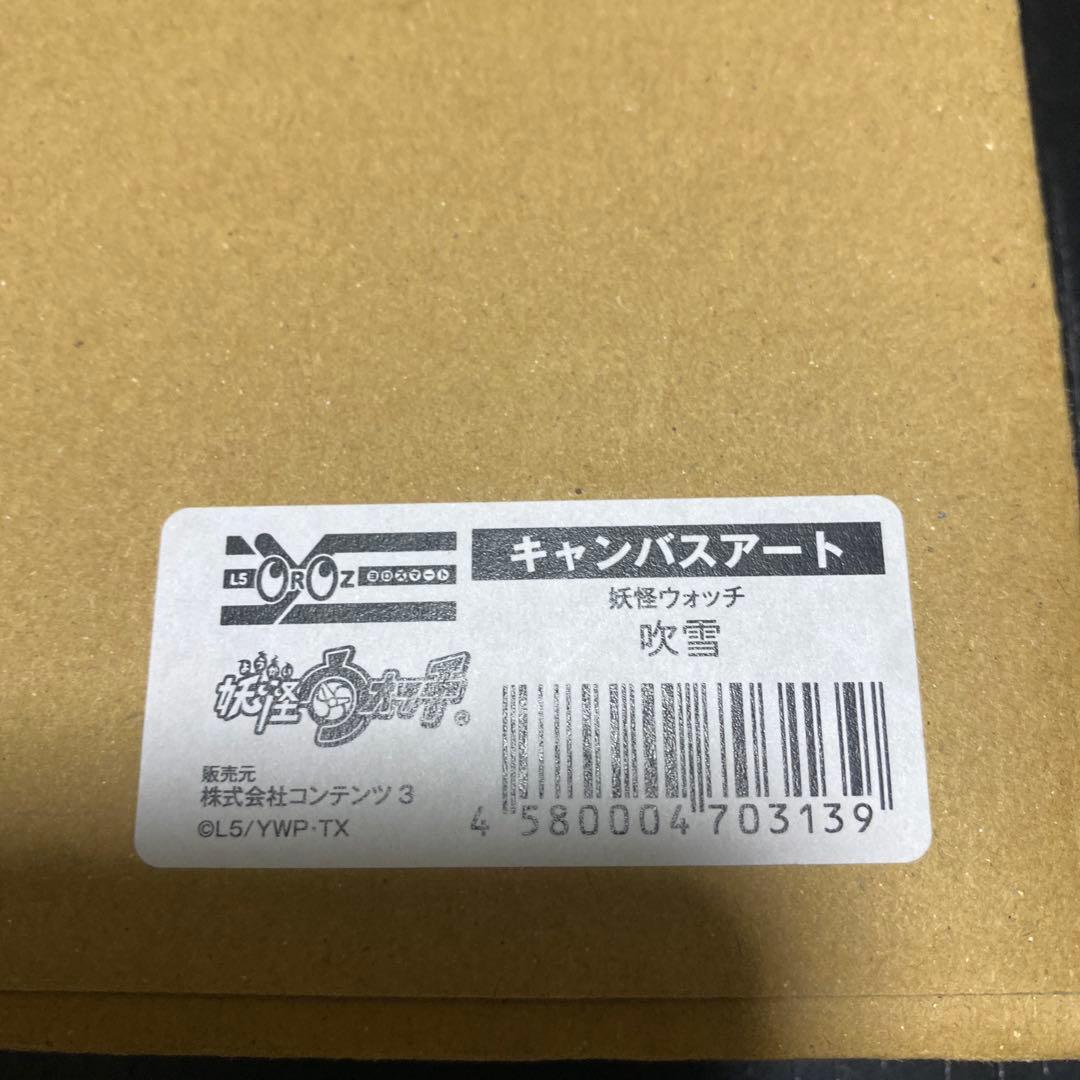 L5 YOROZ ヨロズマート
キャンバスアート
妖怪ウォッチ
吹雪
妖怪ウォッチ®
販売元
株式会社コンテンツ3
©L5/YWP・TX
4 580004 703139